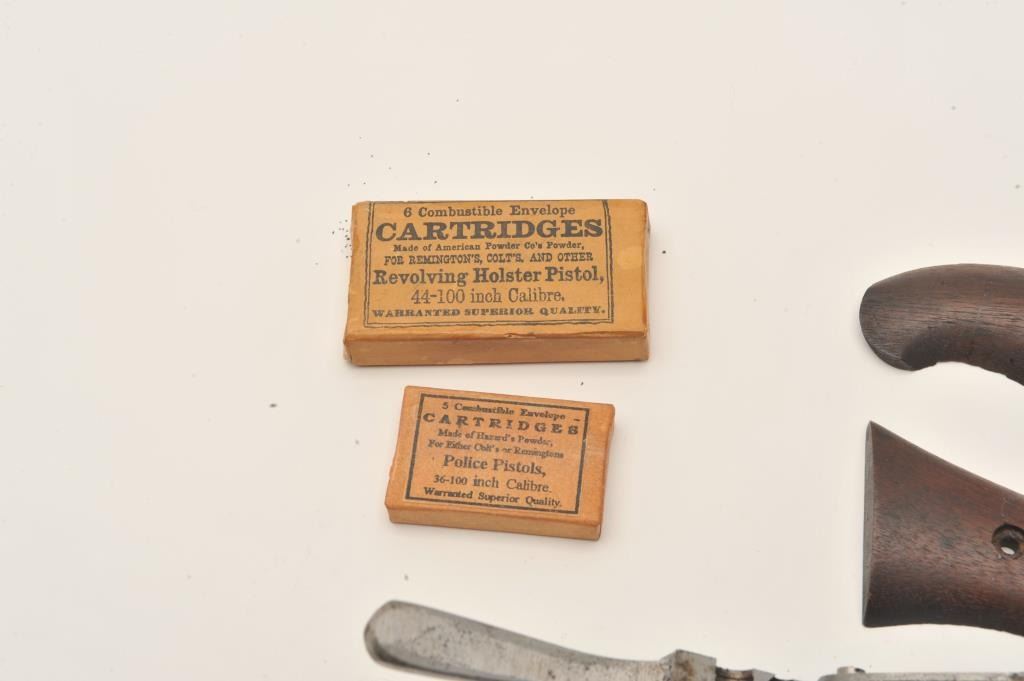 6 Combustible Envelope
CARTRIDGES
Made of American Powder Co's Powder,
FOR REMINGTON'S, COLT'S, AND OTHER
Revolving Holster Pistol,
44-100 inch Calibre.
WARRANTED SUPERIOR QUALITY.
5 Combustible Envelope
CARTRIDGES
Made of Hazard's Powder,
For Either Colt's or Remingtons
Police Pistols,
36-100 inch Calibre.
Warranted Superior Quality.